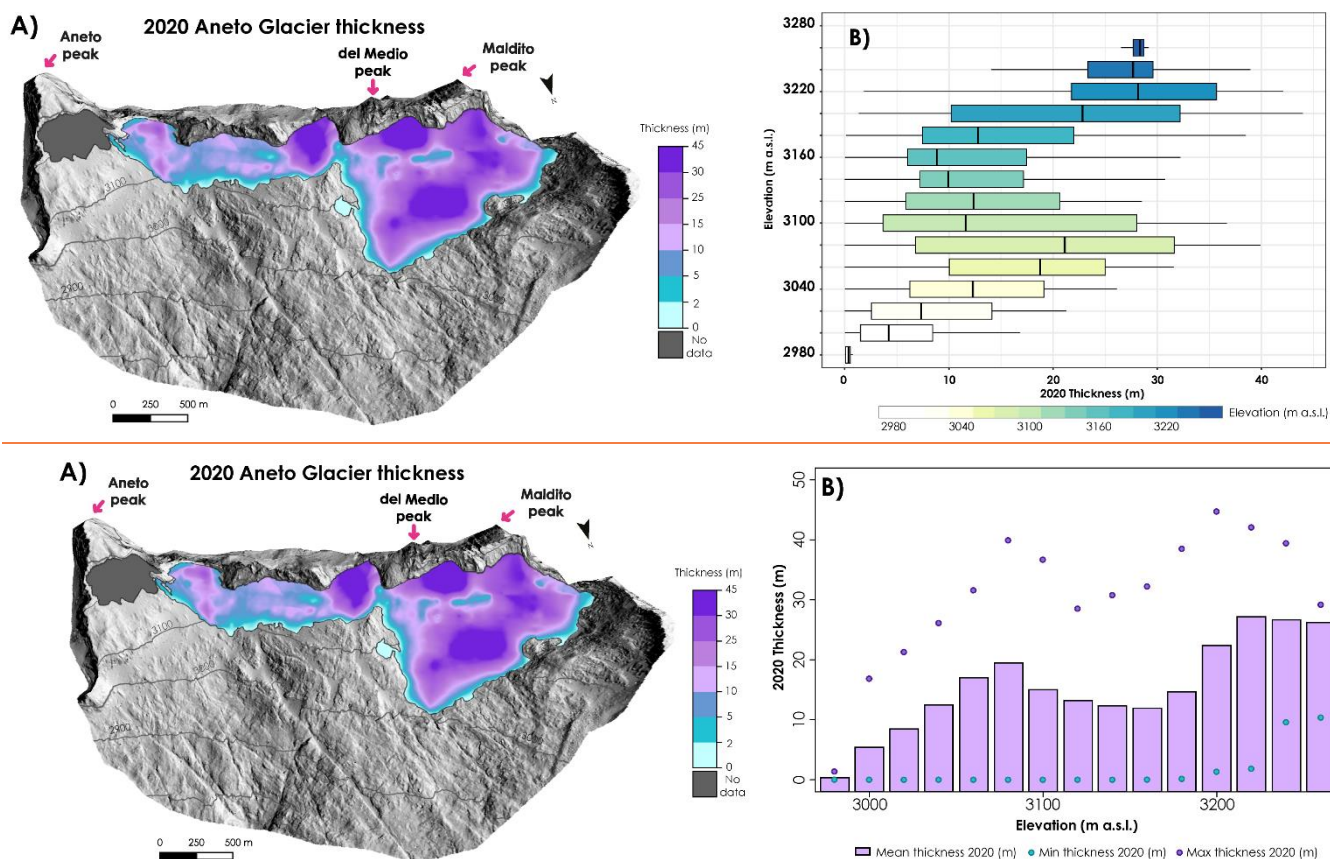 A)
2020 Aneto Glacier thickness
Aneto
peak
del Medio
peak
Maldito
peak
N
Thickness (m)
45
30
25
15
10
5
2
0
No
data
3100
2900
0 250 500 m
B)
Elevation (m a.s.l.)
3280
3220
3160
3100
3040
2980
0 10 20 30 40
2020 Thickness (m)
Elevation (m a.s.l.)
2980 3040 3100 3160 3220
A)
2020 Aneto Glacier thickness
Aneto
peak
del Medio
peak
Maldito
peak
N
Thickness (m)
45
30
25
15
10
5
2
0
No
data
3100
2900
0 250 500 m
B)
2020 Thickness (m)
50
40
30
20
10
0
3000 3100 3200
Elevation (m a.s.l.)
Mean thickness 2020 (m) Min thickness 2020 (m) Max thickness 2020 (m)